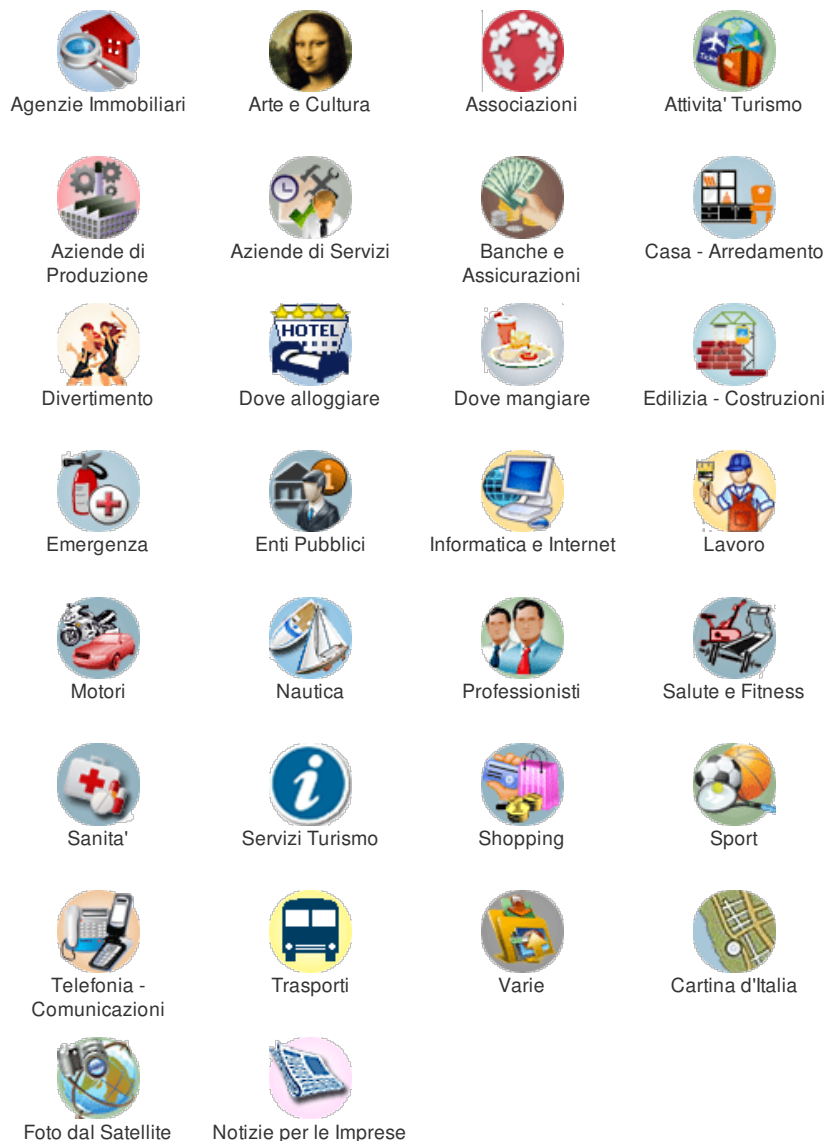 Agenzie Immobiliari
Arte e Cultura
Associazioni
Ticket
Attivita' Turismo
Aziende di
Produzione
Aziende di Servizi
Banche e
Assicurazioni
Casa - Arredamento
Divertimento
HOTEL
Dove alloggiare
Dove mangiare
Edilizia - Costruzioni
Emergenza
i
Enti Pubblici
Informatica e Internet
Lavoro
Motori
Nautica
Professionisti
Salute e Fitness
Sanita'
i
Servizi Turismo
Shopping
Sport
Telefonia -
Comunicazioni
Trasporti
Varie
Cartina d'Italia
Foto dal Satellite
Notizie per le Imprese